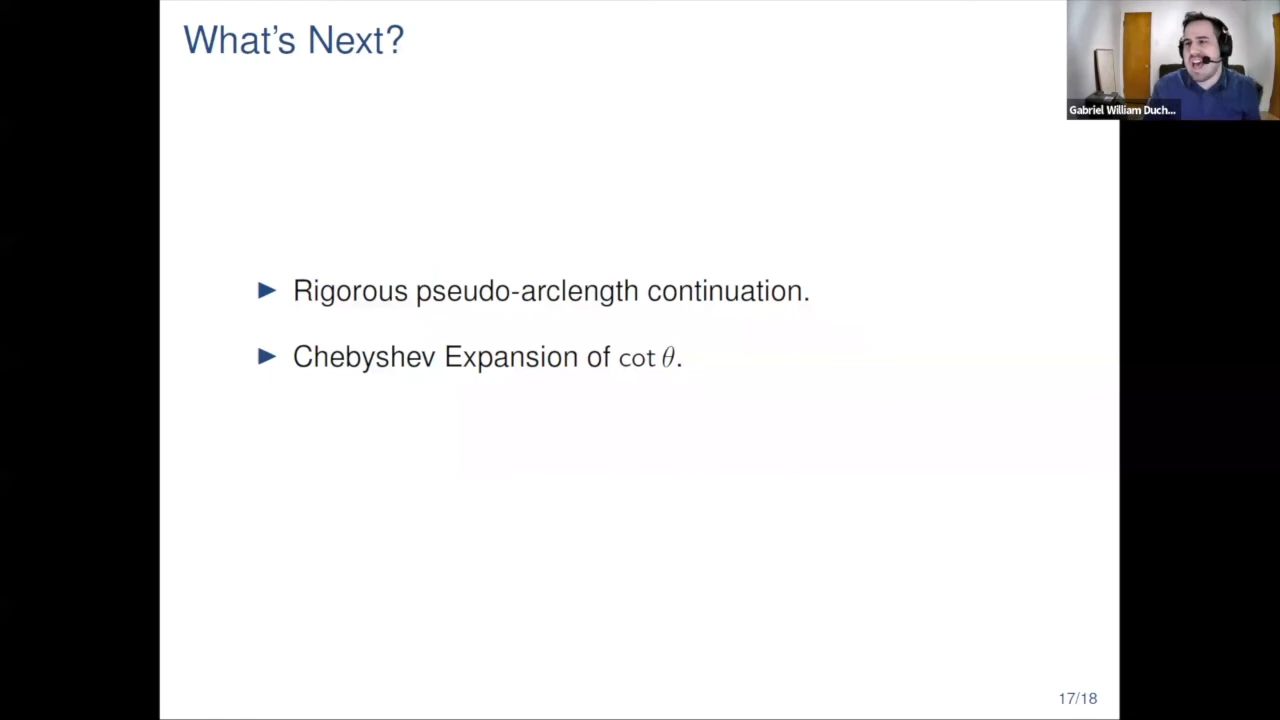 What's Next?
Gabriel William Duch...
► Rigorous pseudo-arclength continuation.
► Chebyshev Expansion of cot θ.
17/18